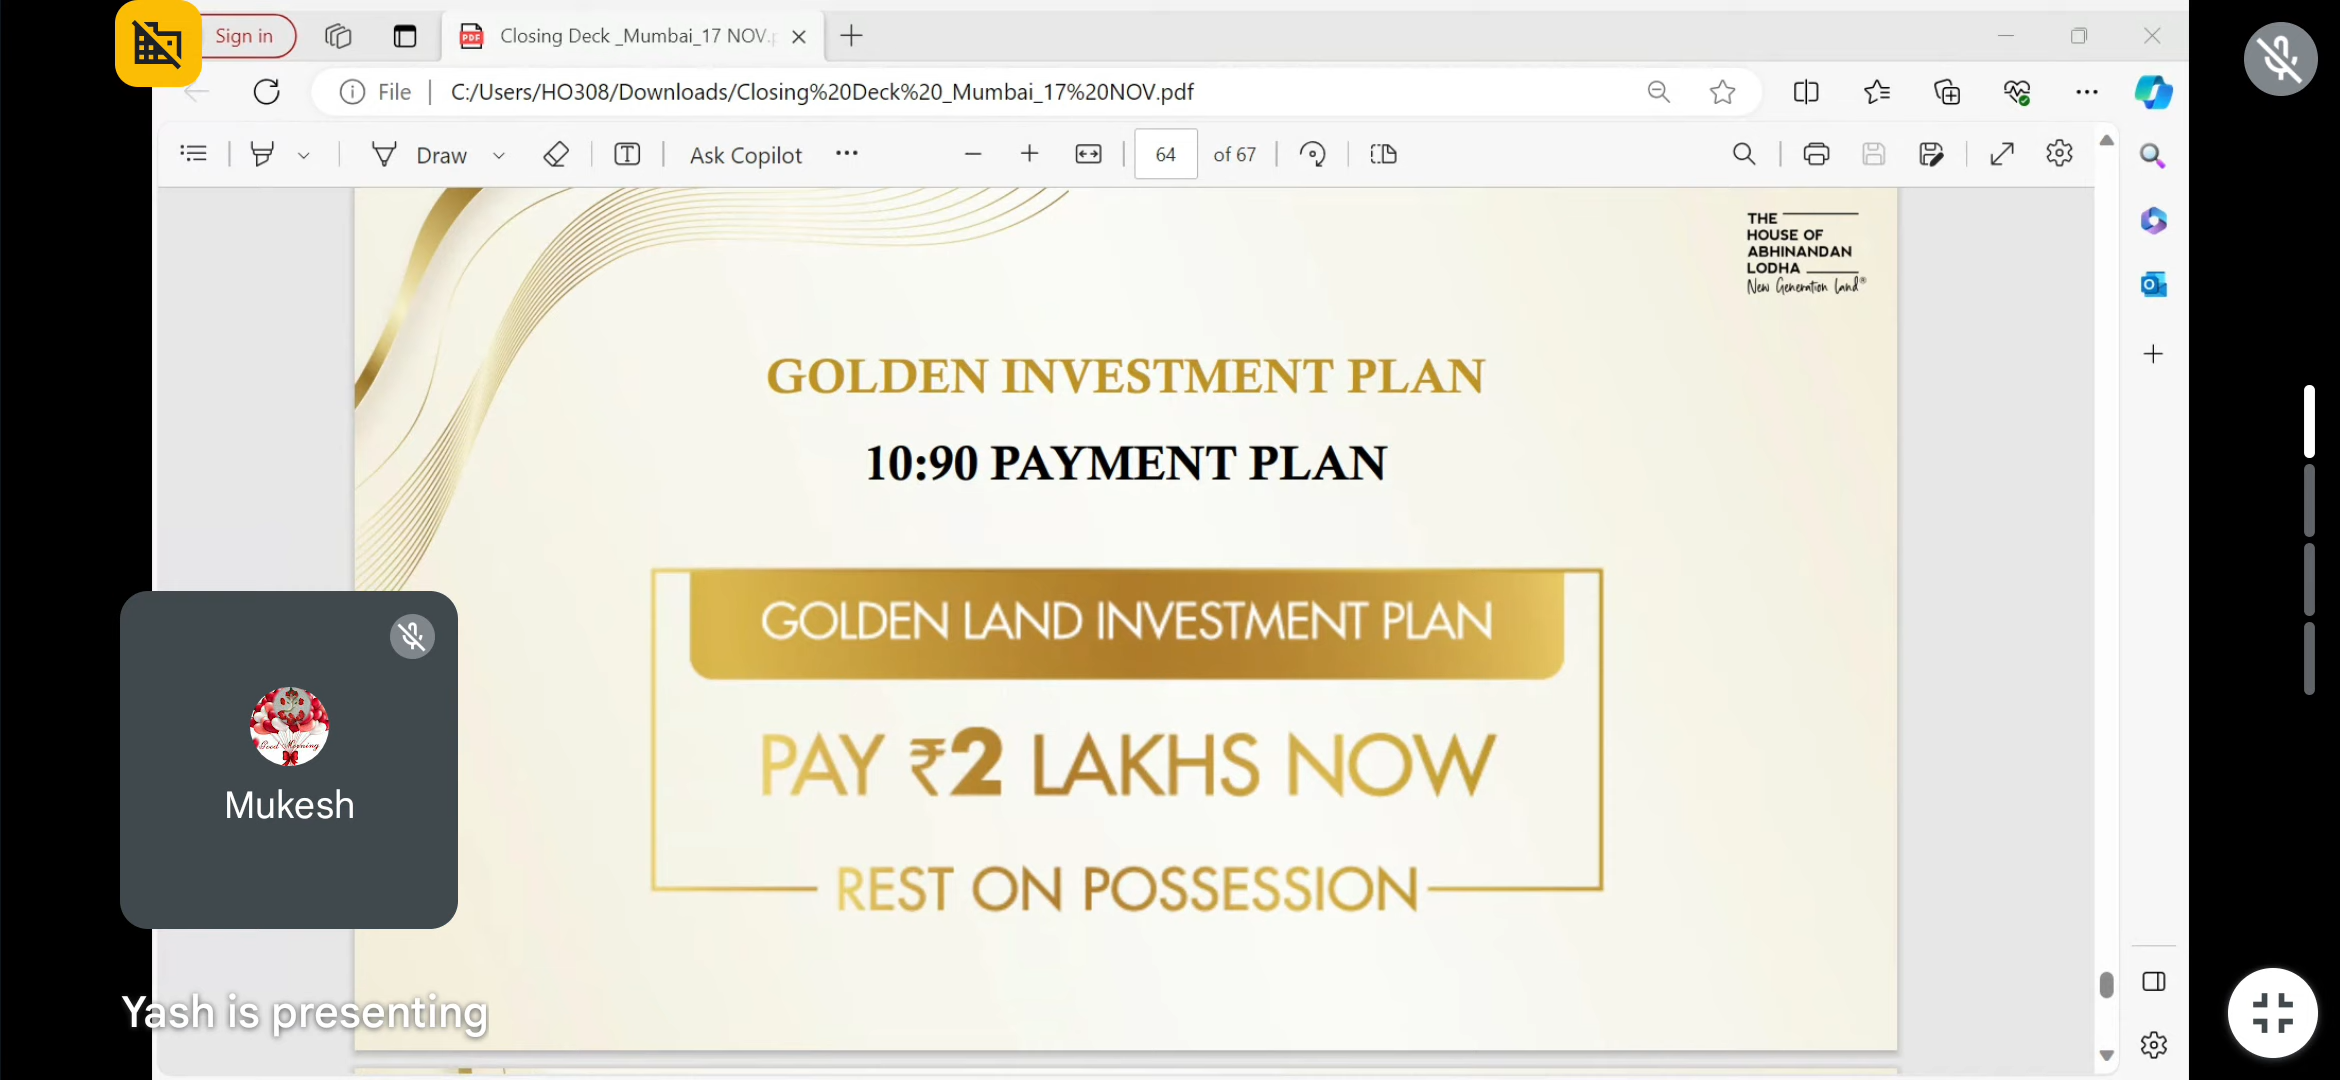 Sign in
Closing Deck _Mumbai_17 NOV.p
File
C:/Users/HO308/Downloads/Closing%20Deck%20_Mumbai_17%20NOV.pdf
Draw
Ask Copilot
64 of 67
THE
HOUSE OF
ABHINANDAN
LODHA
New Generation Land®
GOLDEN INVESTMENT PLAN
10:90 PAYMENT PLAN
GOLDEN LAND INVESTMENT PLAN
PAY ₹2 LAKHS NOW
REST ON POSSESSION
Good Morning
Mukesh
Yash is presenting